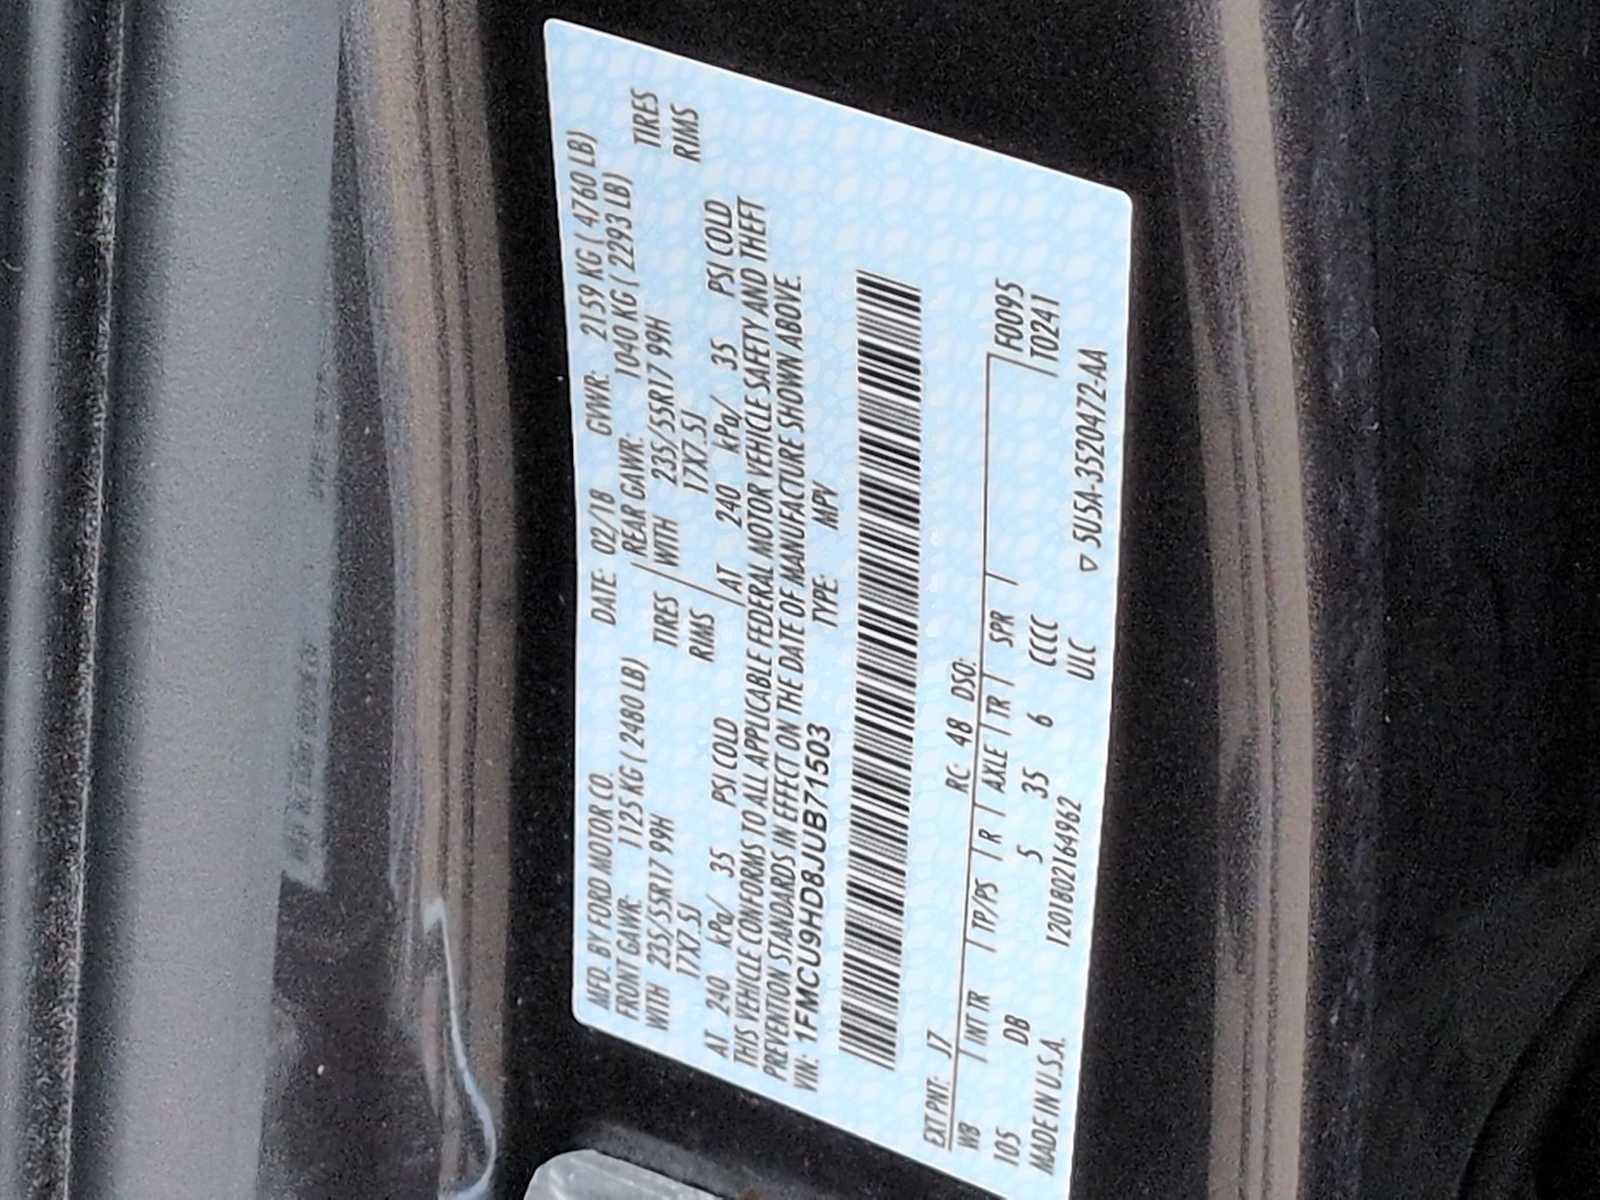 MFD. BY FORD MOTOR CO. DATE: 02/18 GVWR: 2159 KG ( 4760 LB)
FRONT GAWR: 1125 KG ( 2480 LB) REAR GAWR: 1040 KG ( 2293 LB)
WITH 235/55R17 99H TIRES WITH 235/55R17 99H TIRES
17X7.5J RIMS 17X7.5J RIMS
AT 240 kPa/ 35 PSI COLD AT 240 kPa/ 35 PSI COLD
THIS VEHICLE CONFORMS TO ALL APPLICABLE FEDERAL MOTOR VEHICLE SAFETY AND THEFT
PREVENTION STANDARDS IN EFFECT ON THE DATE OF MANUFACTURE SHOWN ABOVE.
VIN: 1FMCU9HD8JUB71503 TYPE: MPV
EXT PNT: J7 RC: 48 DSO:
WB INT TR TP/PS R AXLE TR SPR F0095
105 DB 5 35 6 CCCC T0241
MADE IN U.S.A. 1201802164962 ULC 5U5A-3520472-AA